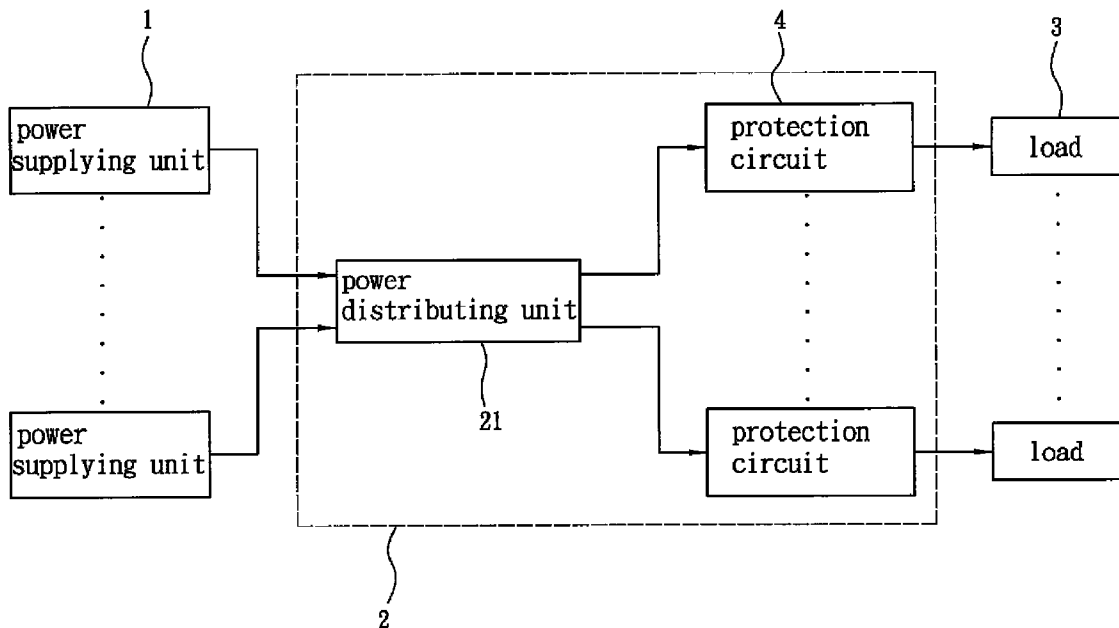 1
4
3
power
supplying unit
protection
circuit
load
power
distributing unit
21
power
supplying unit
protection
circuit
load
2